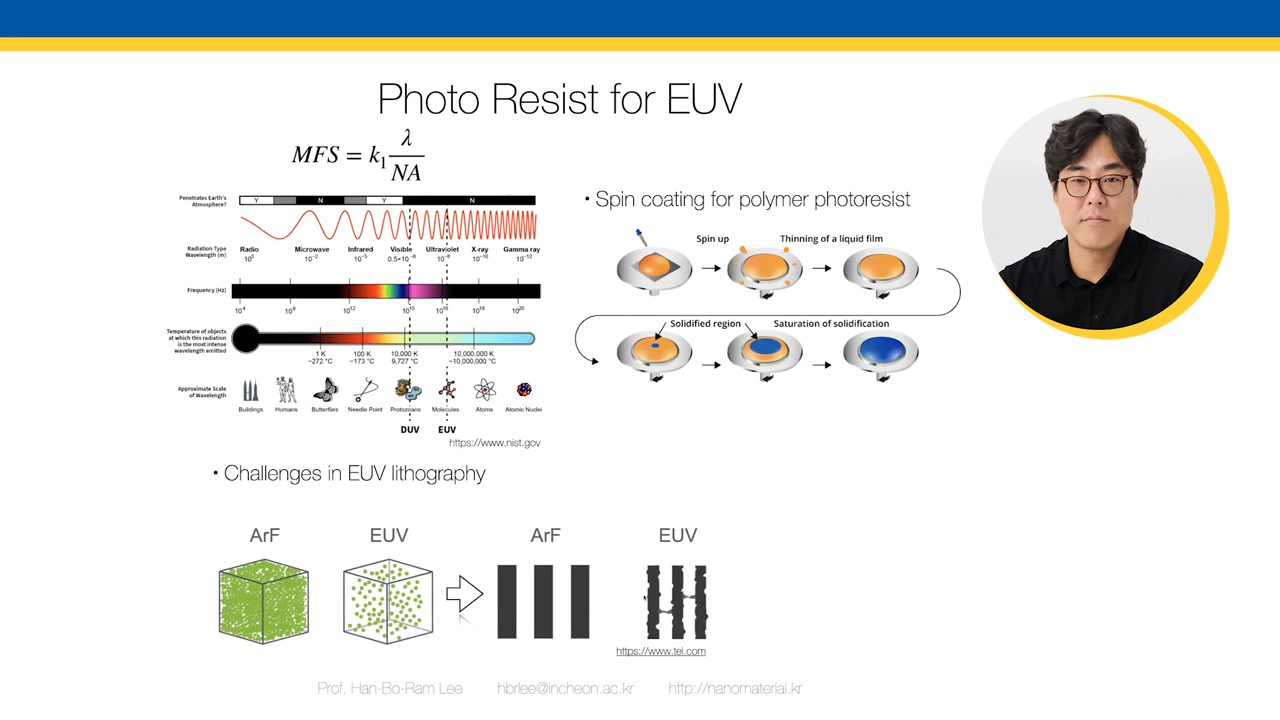 Photo Resist for EUV
MFS = k₁ λ/NA
Penetrates Earth's
Atmosphere?
Y N Y N
Radiation Type
Wavelength (m)
Radio Microwave Infrared Visible Ultraviolet X-ray Gamma ray
10³ 10⁻² 10⁻⁵ 0.5×10⁻⁶ 10⁻⁸ 10⁻¹⁰ 10⁻¹²
Frequency (Hz)
10⁴ 10⁸ 10¹² 10¹⁵ 10¹⁶ 10¹⁸ 10²⁰
Temperature of objects
at which this radiation
is the most intense
wavelength emitted
1 K 100 K 10,000 K 10,000,000 K
−272 °C −173 °C 9,727 °C ~10,000,000 °C
Approximate Scale
of Wavelength
Buildings Humans Butterflies Needle Point Protozoans Molecules Atoms Atomic Nuclei
DUV EUV
https://www.nist.gov
• Spin coating for polymer photoresist
Spin up Thinning of a liquid film
Solidified region Saturation of solidification
• Challenges in EUV lithography
ArF EUV ArF EUV
https://www.tel.com
Prof. Han-Bo-Ram Lee hbrlee@incheon.ac.kr http://nanomaterial.kr